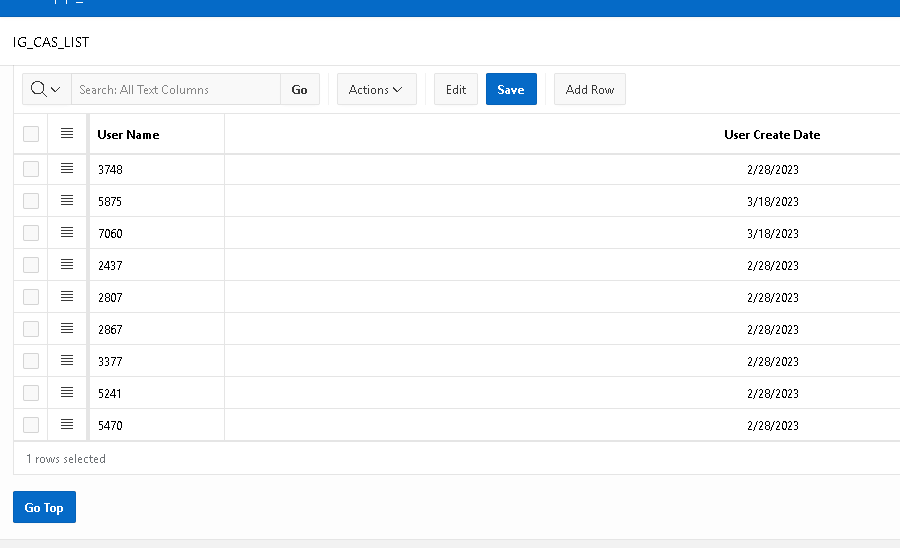 IG_CAS_LIST
Search: All Text Columns Go Actions Edit Save Add Row
User Name User Create Date
3748 2/28/2023
5875 3/18/2023
7060 3/18/2023
2437 2/28/2023
2807 2/28/2023
2867 2/28/2023
3377 2/28/2023
5241 2/28/2023
5470 2/28/2023
1 rows selected
Go Top